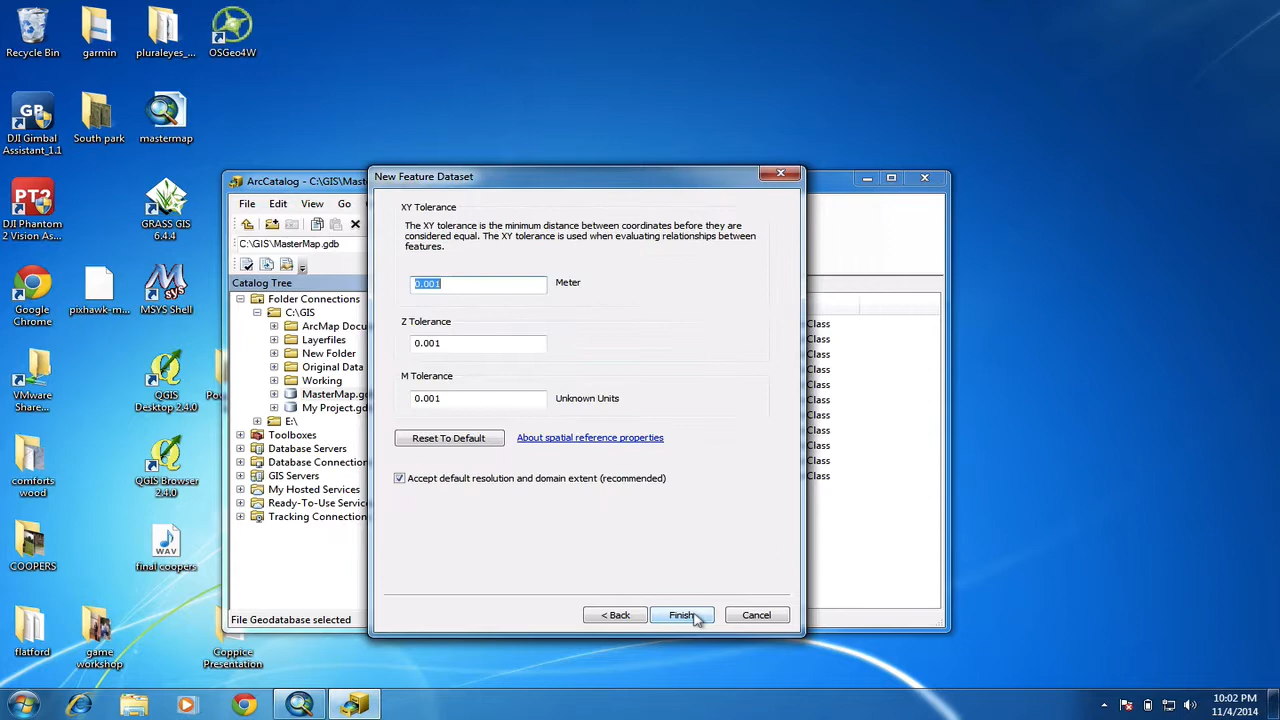 Recycle Bin
garmin
pluraleyes_...
OSGeo4W
DJI Gimbal
Assistant_1.1
South park
mastermap
DJI Phantom
2 Vision As...
GRASS GIS
6.4.4
Google
Chrome
pixhawk-m...
MSYS Shell
VMware
Share...
QGIS
Desktop 2.4.0
comforts
wood
QGIS Browser
2.4.0
COOPERS
final coopers
flatford
game
workshop
Coppice
Presentation
ArcCatalog - C:\GIS\Mast
File Edit View Go
C:\GIS\MasterMap.gdb
Catalog Tree
Folder Connections
C:\GIS
ArcMap Docu
Layerfiles
New Folder
Original Data
Working
MasterMap.g
My Project.gd
E:\
Toolboxes
Database Servers
Database Connection
GIS Servers
My Hosted Services
Ready-To-Use Servic
Tracking Connection
File Geodatabase selected
New Feature Dataset
XY Tolerance
The XY tolerance is the minimum distance between coordinates before they are
considered equal. The XY tolerance is used when evaluating relationships between
features.
0.001 Meter
Z Tolerance
0.001
M Tolerance
0.001 Unknown Units
Reset To Default About spatial reference properties
Accept default resolution and domain extent (recommended)
< Back Finish Cancel
Class
Class
Class
Class
Class
Class
Class
Class
Class
Class
Class
10:02 PM
11/4/2014